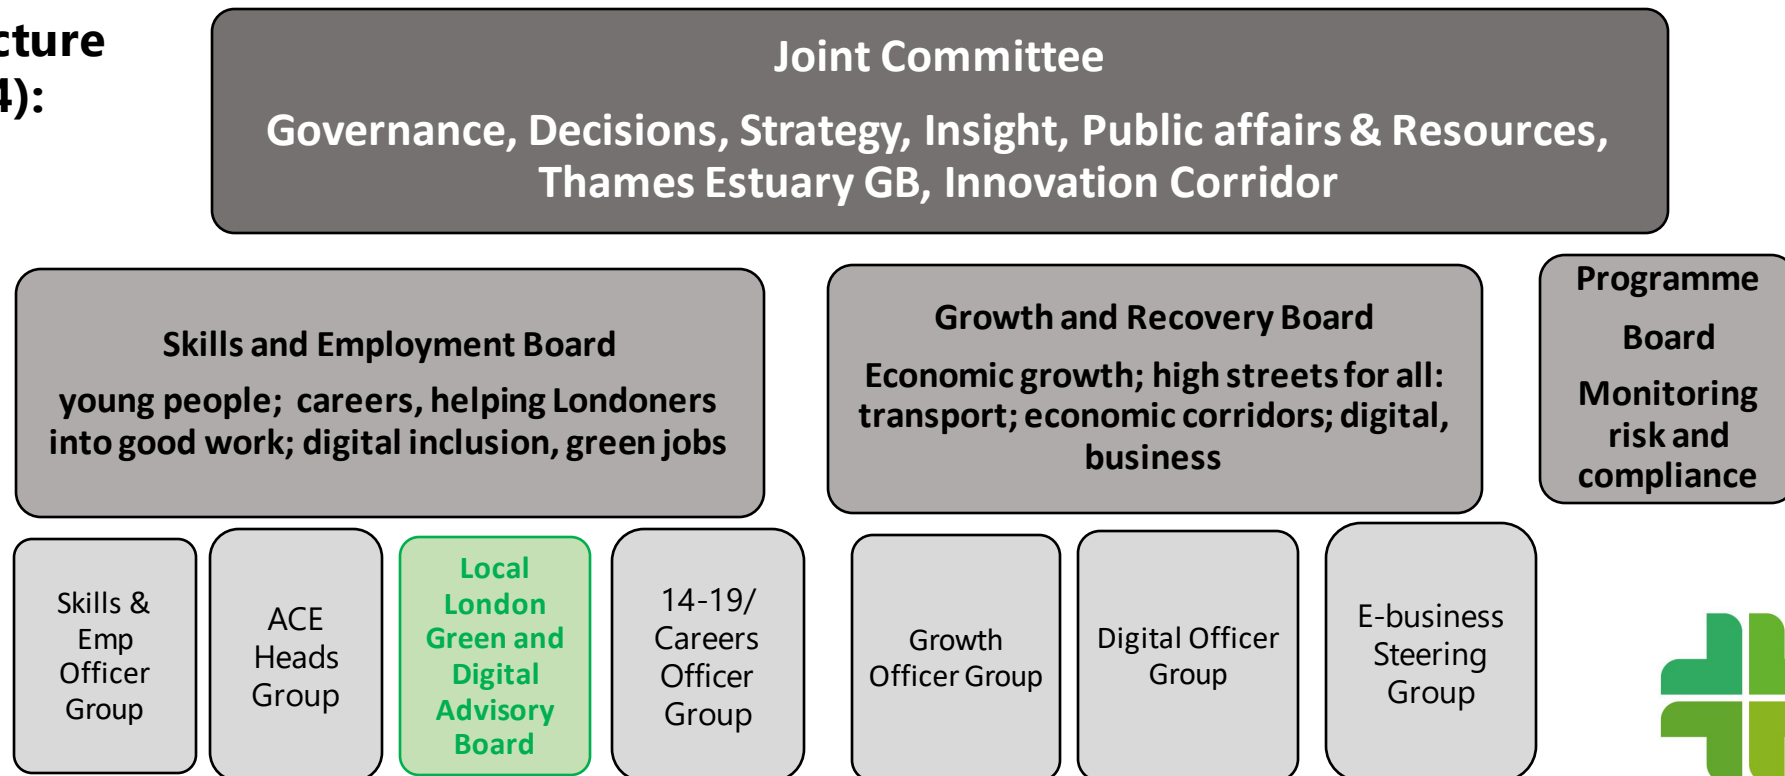 cture
4):
Joint Committee
Governance, Decisions, Strategy, Insight, Public affairs & Resources,
Thames Estuary GB, Innovation Corridor
Skills and Employment Board
young people; careers, helping Londoners
into good work; digital inclusion, green jobs
Growth and Recovery Board
Economic growth; high streets for all:
transport; economic corridors; digital,
business
Programme
Board
Monitoring
risk and
compliance
Skills &
Emp
Officer
Group
ACE
Heads
Group
Local
London
Green and
Digital
Advisory
Board
14-19/
Careers
Officer
Group
Growth
Officer Group
Digital Officer
Group
E-business
Steering
Group